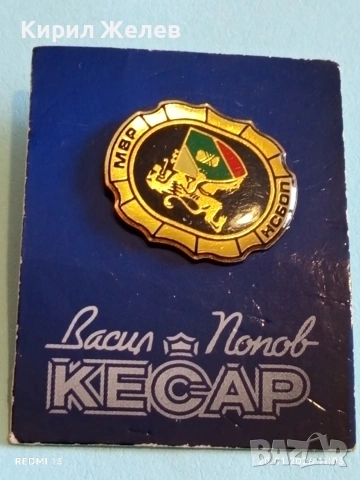 Кирил Желев
МВР
НСБОП
Васил Попов
КЕСАР
REDMI 13
BAZAR